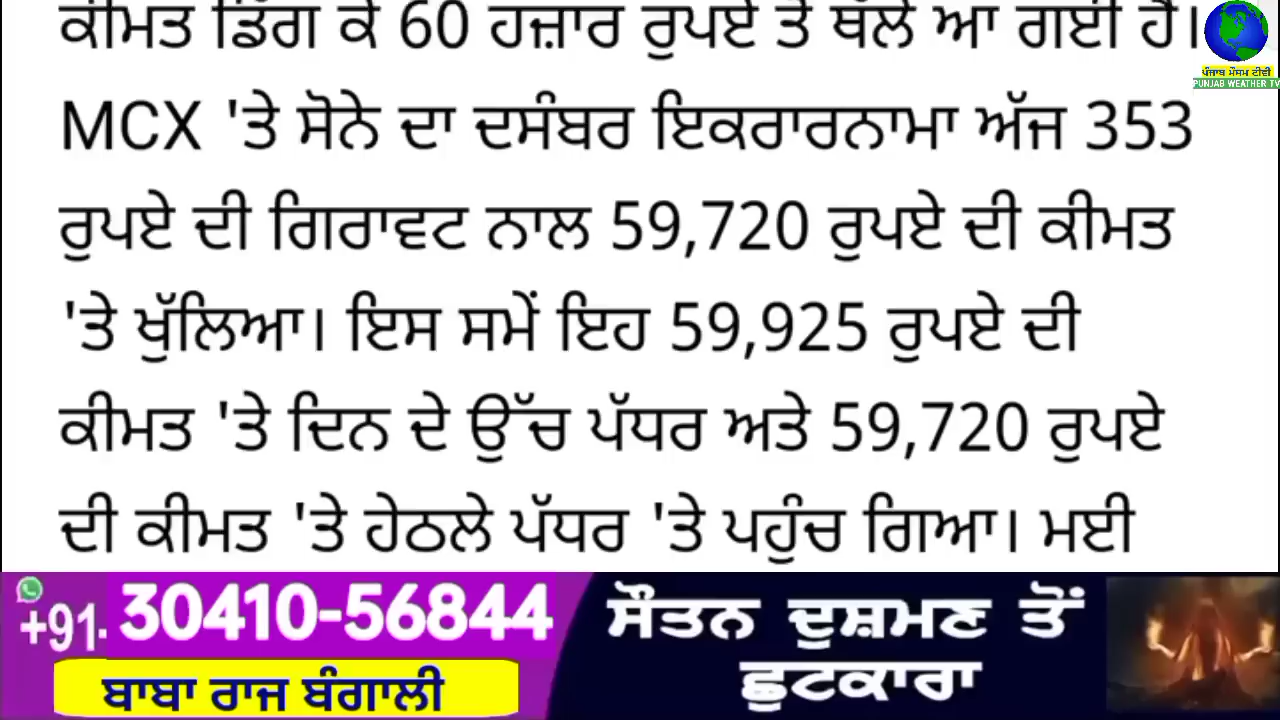 ਕੀਮਤ ਡਿੱਗ ਕੇ 60 ਹਜ਼ਾਰ ਰੁਪਏ ਤੋਂ ਥੱਲੇ ਆ ਗਈ ਹੈ।
MCX 'ਤੇ ਸੋਨੇ ਦਾ ਦਸੰਬਰ ਇਕਰਾਰਨਾਮਾ ਅੱਜ 353
ਰੁਪਏ ਦੀ ਗਿਰਾਵਟ ਨਾਲ 59,720 ਰੁਪਏ ਦੀ ਕੀਮਤ
'ਤੇ ਖੁੱਲਿਆ। ਇਸ ਸਮੇਂ ਇਹ 59,925 ਰੁਪਏ ਦੀ
ਕੀਮਤ 'ਤੇ ਦਿਨ ਦੇ ਉੱਚ ਪੱਧਰ ਅਤੇ 59,720 ਰੁਪਏ
ਦੀ ਕੀਮਤ 'ਤੇ ਹੇਠਲੇ ਪੱਧਰ 'ਤੇ ਪਹੁੰਚ ਗਿਆ। ਮਈ
ਪੰਜਾਬ ਮੌਸਮ ਟੀਵੀ
PUNJAB WEATHER TV
+91- 30410-56844
ਬਾਬਾ ਰਾਜ ਬੰਗਾਲੀ
ਸੌਤਨ ਦੁਸ਼ਮਣ ਤੋਂ
ਛੁਟਕਾਰਾ